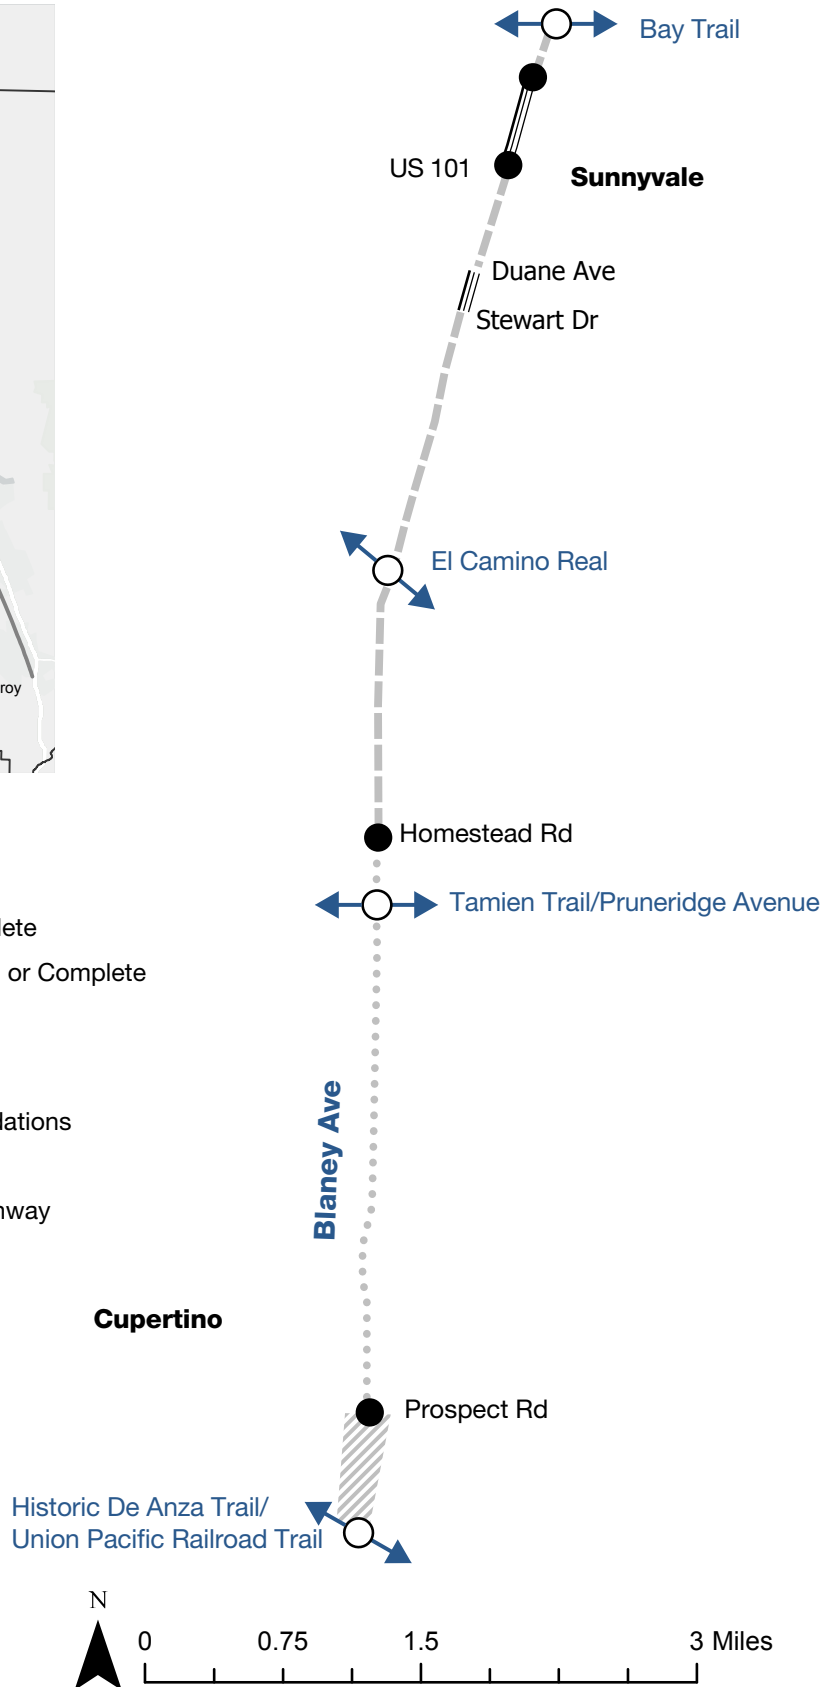 Bay Trail
US 101
Sunnyvale
Duane Ave
Stewart Dr
El Camino Real
roy
Homestead Rd
Tamien Trail/Pruneridge Avenue
lete
or Complete
Blaney Ave
lations
nway
Cupertino
Prospect Rd
Historic De Anza Trail/
Union Pacific Railroad Trail
N
0 0.75 1.5 3 Miles